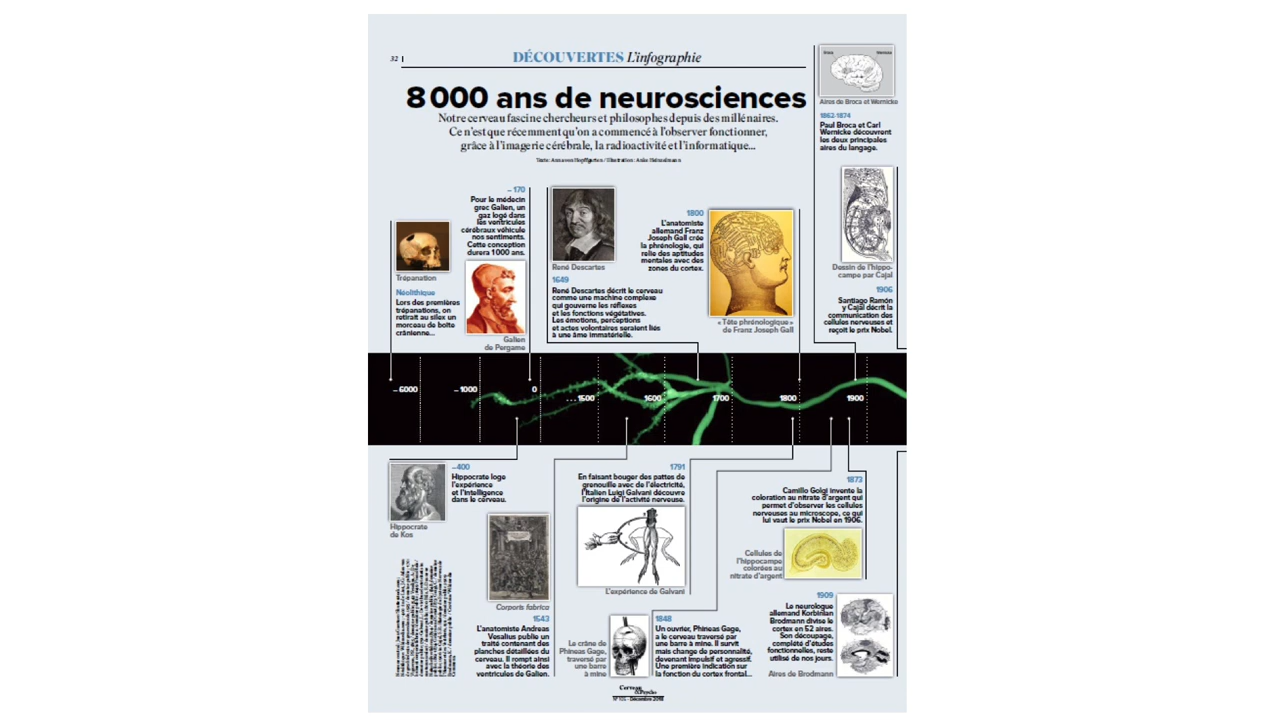 32
DÉCOUVERTES L'infographie
8 000 ans de neurosciences
Notre cerveau fascine chercheurs et philosophes depuis des millénaires.
Ce n'est que récemment qu'on a commencé à l'observer fonctionner,
grâce à l'imagerie cérébrale, la radioactivité et l'informatique...
Aires de Broca et Wernicke
1862-1874
Paul Broca et Carl
Wernicke découvrent
les deux principales
aires du langage.
– 170
Pour le médecin
grec Galien, un
gaz logé dans
les ventricules
cérébraux véhicule
nos sentiments.
Cette conception
durera 1 000 ans.
Galien
de Pergame
Trépanation
Néolithique
Lors des premières
trépanations, on
retirait au silex un
morceau de boîte
crânienne...
René Descartes
1649
René Descartes décrit le cerveau
comme une machine complexe
qui gouverne les réflexes
et les fonctions végétatives.
Les émotions, perceptions
et actes volontaires seraient liés
à une âme immatérielle.
1800
L'anatomiste
allemand Franz
Joseph Gall crée
la phrénologie, qui
relie des aptitudes
mentales avec des
zones du cortex.
« Tête phrénologique »
de Franz Joseph Gall
Dessin de l'hippo-
campe par Cajal
1906
Santiago Ramón
y Cajal décrit la
communication des
cellules nerveuses et
reçoit le prix Nobel.
– 6000
– 1000
0
...1500
1600
1700
1800
1900
–400
Hippocrate loge
l'expérience
et l'intelligence
dans le cerveau.
Hippocrate
de Kos
Corporis fabrica
1543
L'anatomiste Andreas
Vesalius publie un
traité contenant des
planches détaillées du
cerveau. Il rompt ainsi
avec la théorie des
ventricules de Galien.
1791
En faisant bouger des pattes de
grenouille avec de l'électricité,
l'Italien Luigi Galvani découvre
l'origine de l'activité nerveuse.
L'expérience de Galvani
Le crâne de
Phineas Gage,
traversé par
une barre
à mine
1848
Un ouvrier, Phineas Gage,
a le cerveau traversé par
une barre à mine. Il survit
mais change de personnalité,
devenant impulsif et agressif.
Une première indication sur
la fonction du cortex frontal...
1873
Camillo Golgi invente la
coloration au nitrate d'argent qui
permet d'observer les cellules
nerveuses au microscope, ce qui
lui vaut le prix Nobel en 1906.
Cellules de
l'hippocampe
colorées au
nitrate d'argent
1909
Le neurologue
allemand Korbinian
Brodmann divise le
cortex en 52 aires.
Son découpage,
complété d'études
fonctionnelles, reste
utilisé de nos jours.
Aires de Brodmann
Cerveau
&Psycho
Décembre 2018